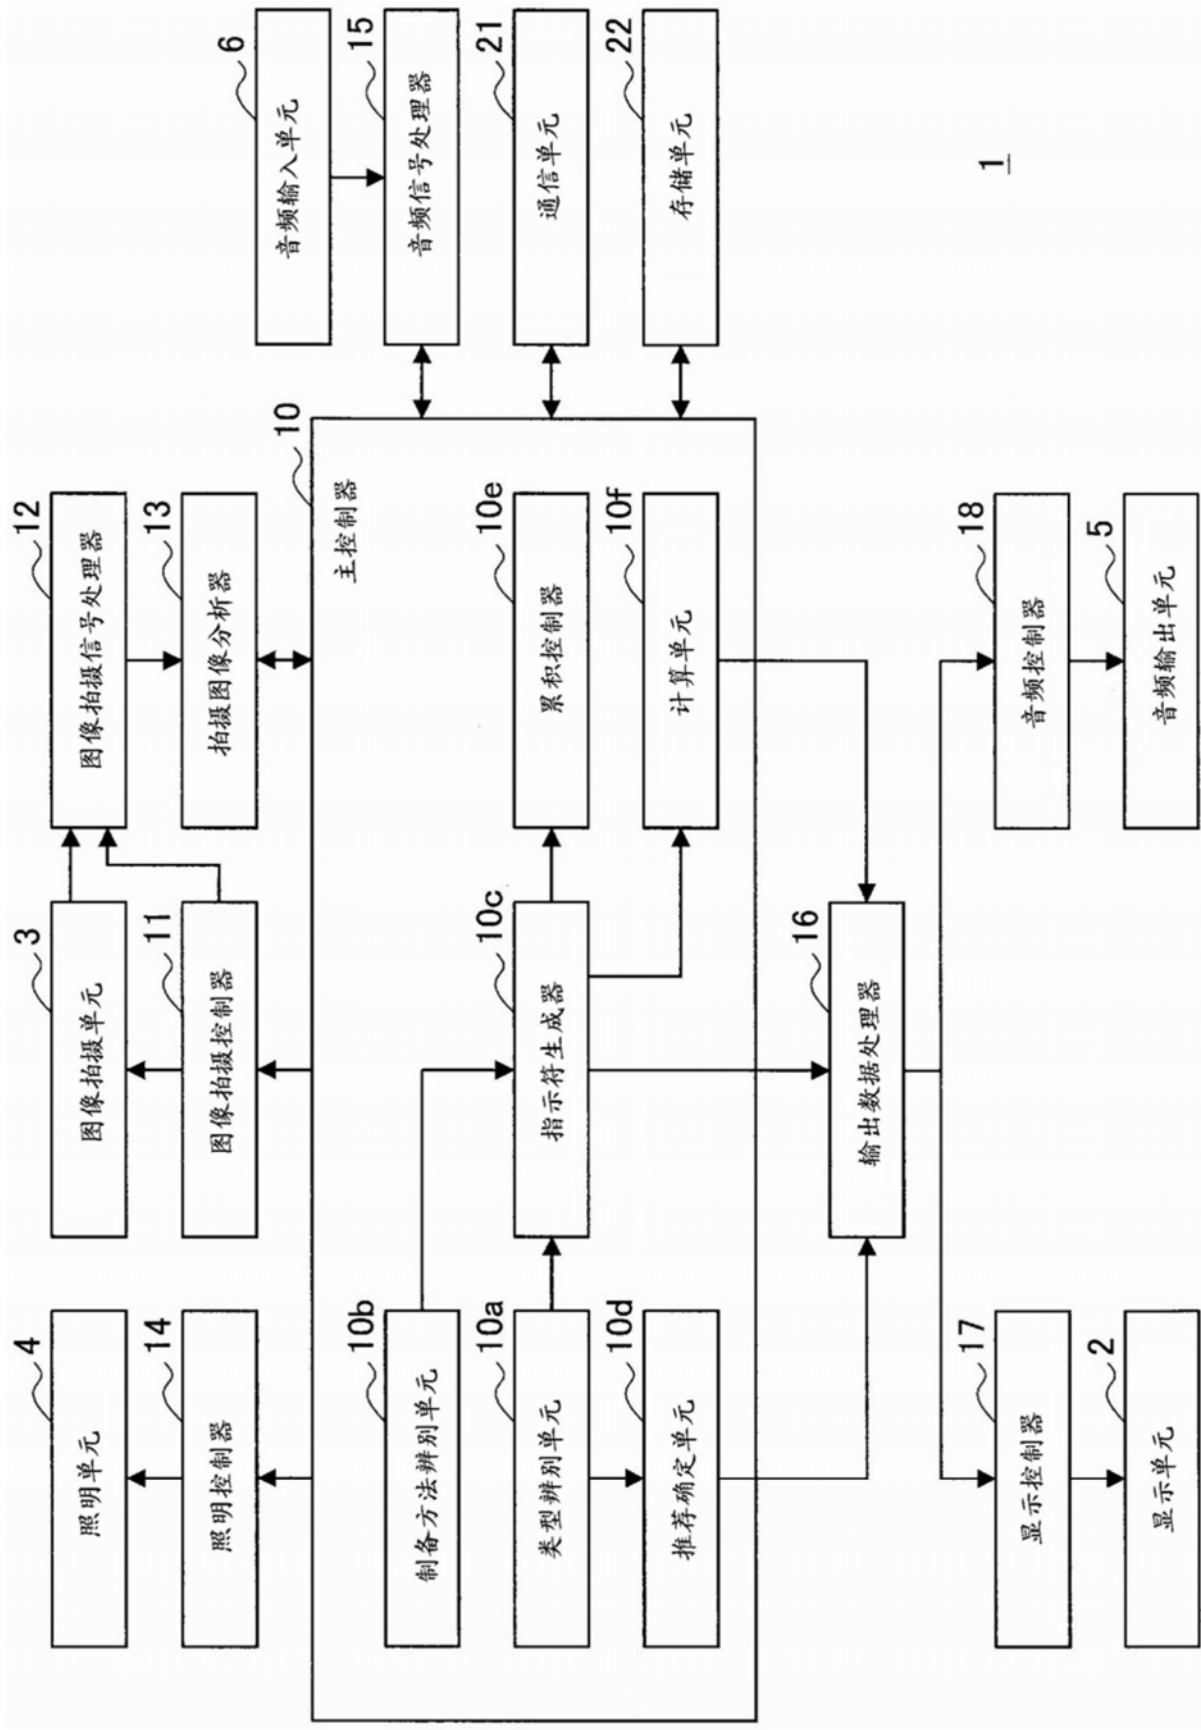 4
照明单元
14
照明控制器
3
图像拍摄单元
11
图像拍摄控制器
12
图像拍摄信号处理器
13
拍摄图像分析器
6
音频输入单元
15
音频信号处理器
21
通信单元
22
存储单元
10
主控制器
10b
制备方法辨别单元
10a
类型辨别单元
10d
推荐确定单元
10c
指示符生成器
10e
累积控制器
10f
计算单元
16
输出数据处理器
17
显示控制器
2
显示单元
18
音频控制器
5
音频输出单元
1